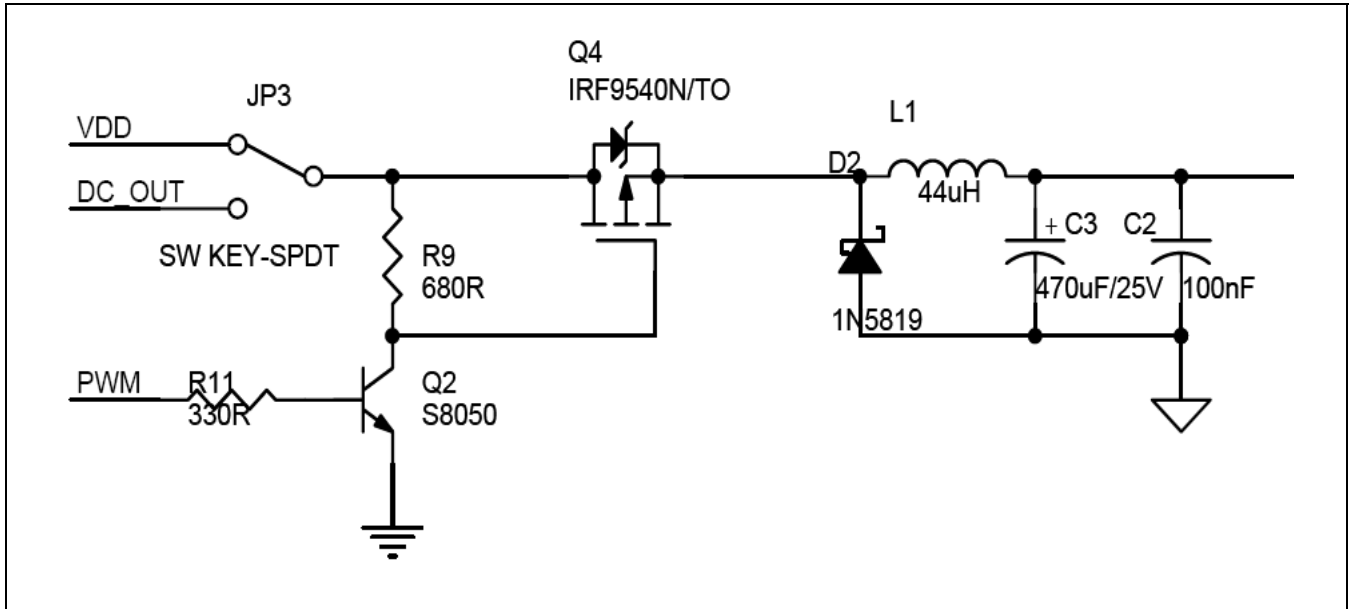 Q4
IRF9540N/TO
JP3
L1
VDD
D2
44uH
DC_OUT
SW KEY-SPDT
R9
680R
+ C3
C2
470uF/25V
100nF
1N5819
PWM
R11
330R
Q2
S8050